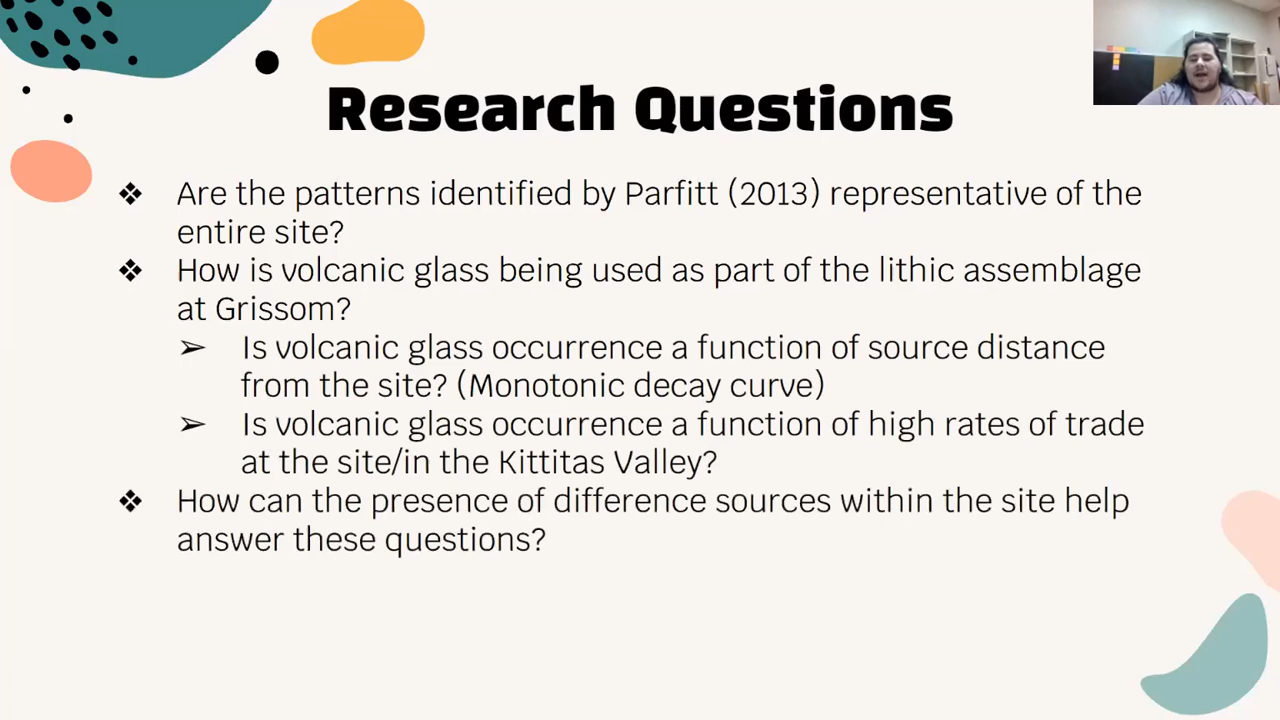 Research Questions
❖ Are the patterns identified by Parfitt (2013) representative of the
entire site?
❖ How is volcanic glass being used as part of the lithic assemblage
at Grissom?
➢ Is volcanic glass occurrence a function of source distance
from the site? (Monotonic decay curve)
➢ Is volcanic glass occurrence a function of high rates of trade
at the site/in the Kittitas Valley?
❖ How can the presence of difference sources within the site help
answer these questions?